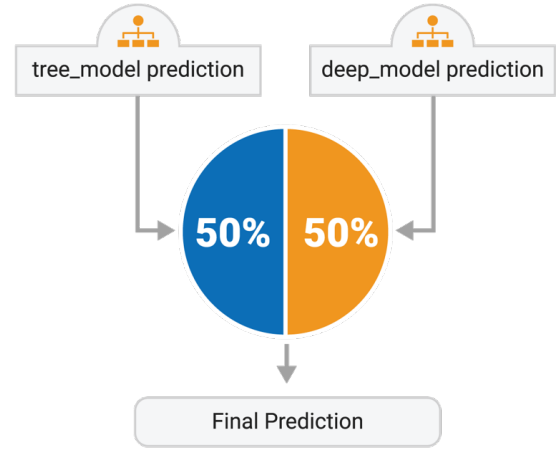 tree_model prediction
deep_model prediction
50%
50%
Final Prediction